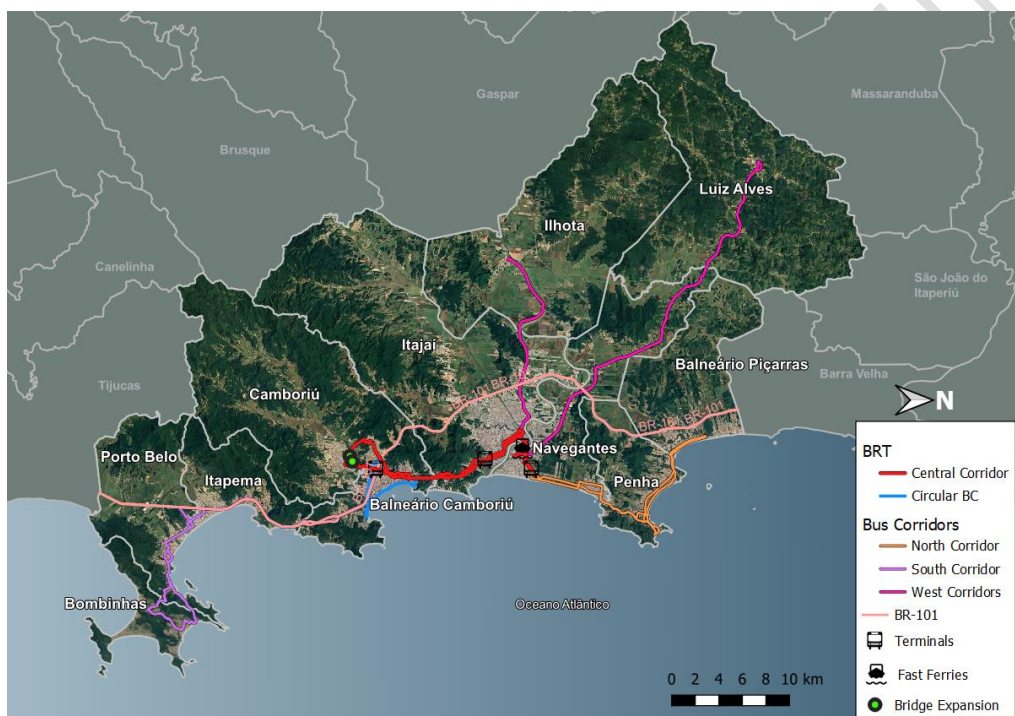 Gaspar
Massaranduba
Brusque
Luiz Alves
Ilhota
Canelinha
São João do
Itaperiú
Itajaí
Balneário Piçarras
Tijucas
Camboriú
Barra Velha
BR-101
BR-101
BR-101
N
Porto Belo
Itapema
Navegantes
Penha
Balneário Camboriú
Bombinhas
Oceano Atlântico
0 2 4 6 8 10 km
BRT
Central Corridor
Circular BC
Bus Corridors
North Corridor
South Corridor
West Corridors
BR-101
Terminals
Fast Ferries
Bridge Expansion